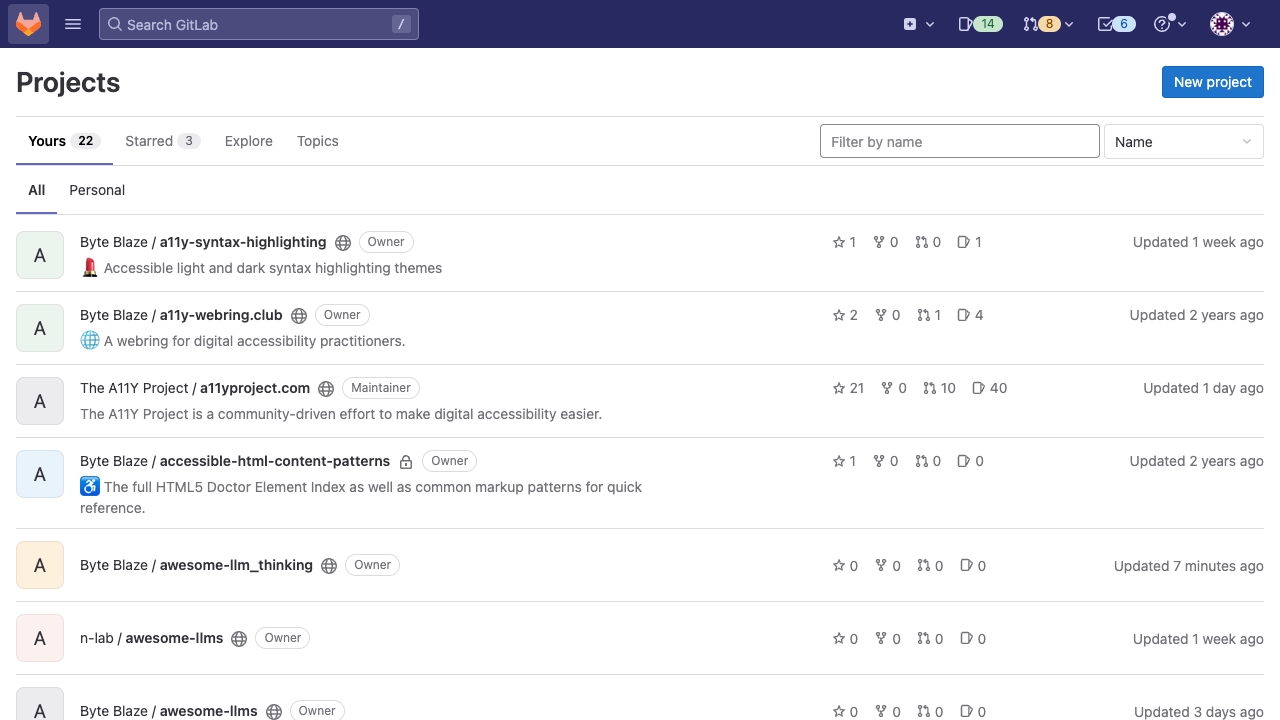 Search GitLab /
14
8
6
Projects
New project
Yours 22
Starred 3
Explore
Topics
Filter by name
Name
All
Personal
A
Byte Blaze / a11y-syntax-highlighting Owner
1 0 0 1
Updated 1 week ago
💄 Accessible light and dark syntax highlighting themes
A
Byte Blaze / a11y-webring.club Owner
2 0 1 4
Updated 2 years ago
🌐 A webring for digital accessibility practitioners.
A
The A11Y Project / a11yproject.com Maintainer
21 0 10 40
Updated 1 day ago
The A11Y Project is a community-driven effort to make digital accessibility easier.
A
Byte Blaze / accessible-html-content-patterns Owner
1 0 0 0
Updated 2 years ago
♿ The full HTML5 Doctor Element Index as well as common markup patterns for quick
reference.
A
Byte Blaze / awesome-llm_thinking Owner
0 0 0 0
Updated 7 minutes ago
A
n-lab / awesome-llms Owner
0 0 0 0
Updated 1 week ago
A
Byte Blaze / awesome-llms Owner
0 0 0 0
Updated 3 days ago